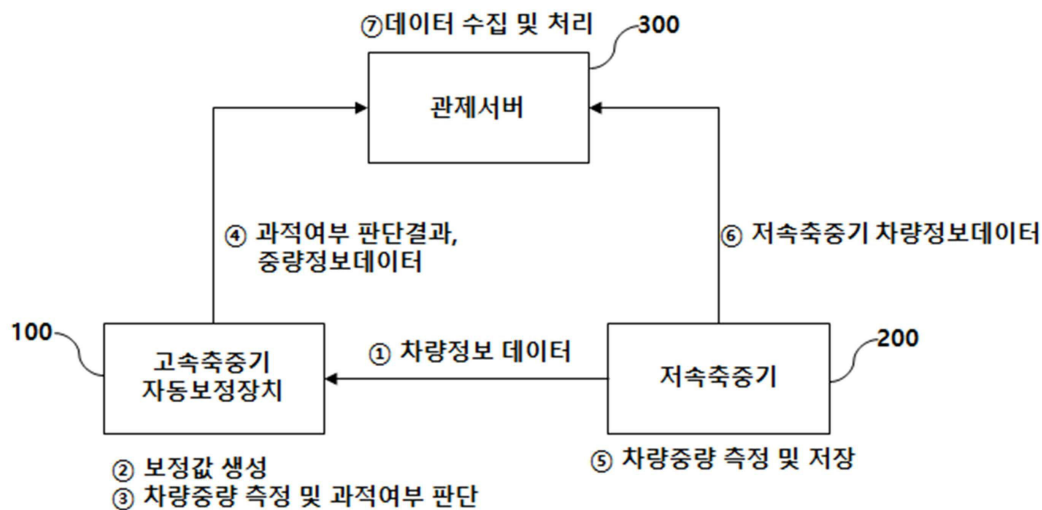 ⑦데이터 수집 및 처리
300
관제서버
④ 과적여부 판단결과,
중량정보데이터
⑥ 저속축중기 차량정보데이터
100
고속축중기
자동보정장치
① 차량정보 데이터
200
저속축중기
② 보정값 생성
③ 차량중량 측정 및 과적여부 판단
⑤ 차량중량 측정 및 저장